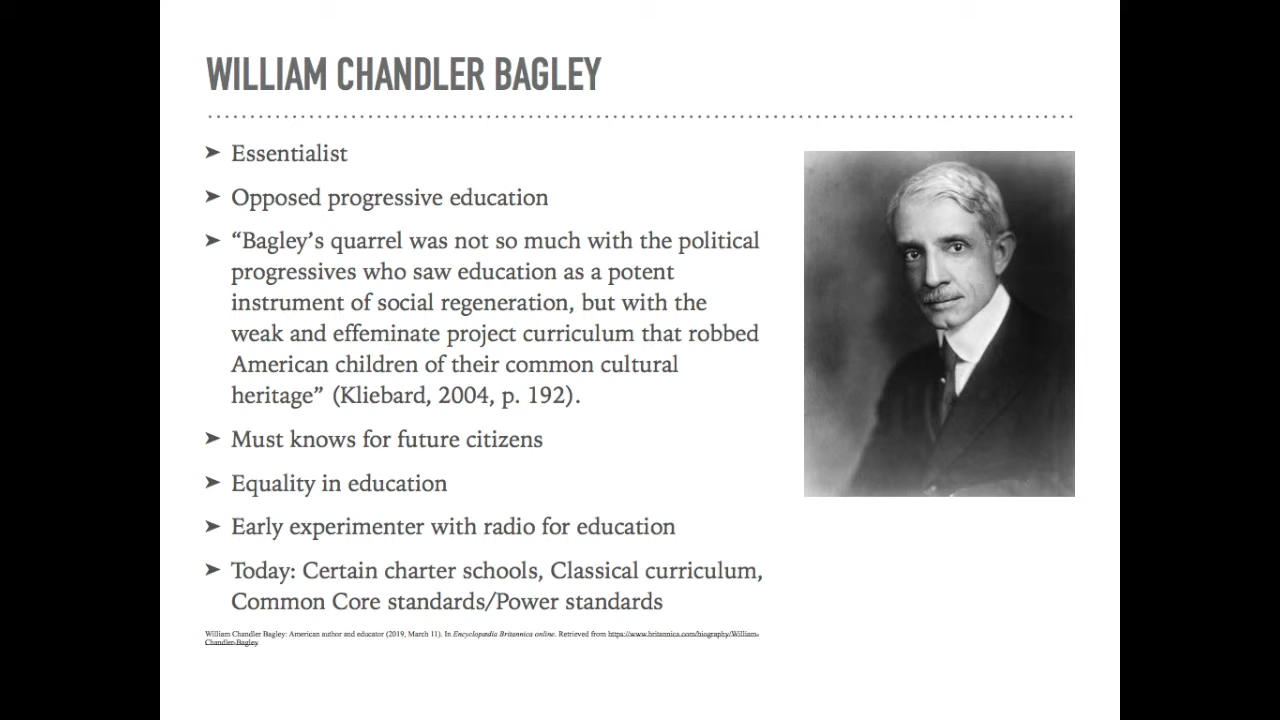 WILLIAM CHANDLER BAGLEY
➤ Essentialist
➤ Opposed progressive education
➤ “Bagley’s quarrel was not so much with the political
progressives who saw education as a potent
instrument of social regeneration, but with the
weak and effeminate project curriculum that robbed
American children of their common cultural
heritage” (Kliebard, 2004, p. 192).
➤ Must knows for future citizens
➤ Equality in education
➤ Early experimenter with radio for education
➤ Today: Certain charter schools, Classical curriculum,
Common Core standards/Power standards
William Chandler Bagley: American author and educator (2019, March 11). In Encyclopædia Britannica online. Retrieved from https://www.britannica.com/biography/William-
Chandler-Bagley